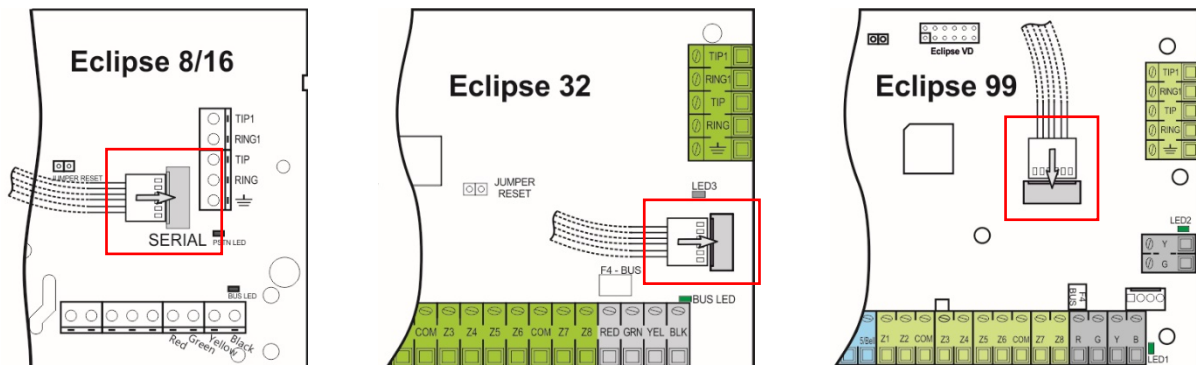 Eclipse 8/16
TIP1
RING1
TIP
RING
JUMPER RESET
SERIAL
PSTN LED
BUS LED
Red
Green
Yellow
Black
Eclipse 32
TIP1
RING1
TIP
RING
JUMPER
RESET
LED3
F4 - BUS
BUS LED
COM Z3 Z4 Z5 Z6 COM Z7 Z8 RED GRN YEL BLK
Eclipse VD
Eclipse 99
TIP1
RING1
TIP
RING
LED2
Y
G
F4
BUS
S/Bell Z1 Z2 COM Z3 Z4 Z5 Z6 COM Z7 Z8 R G Y B
LED1